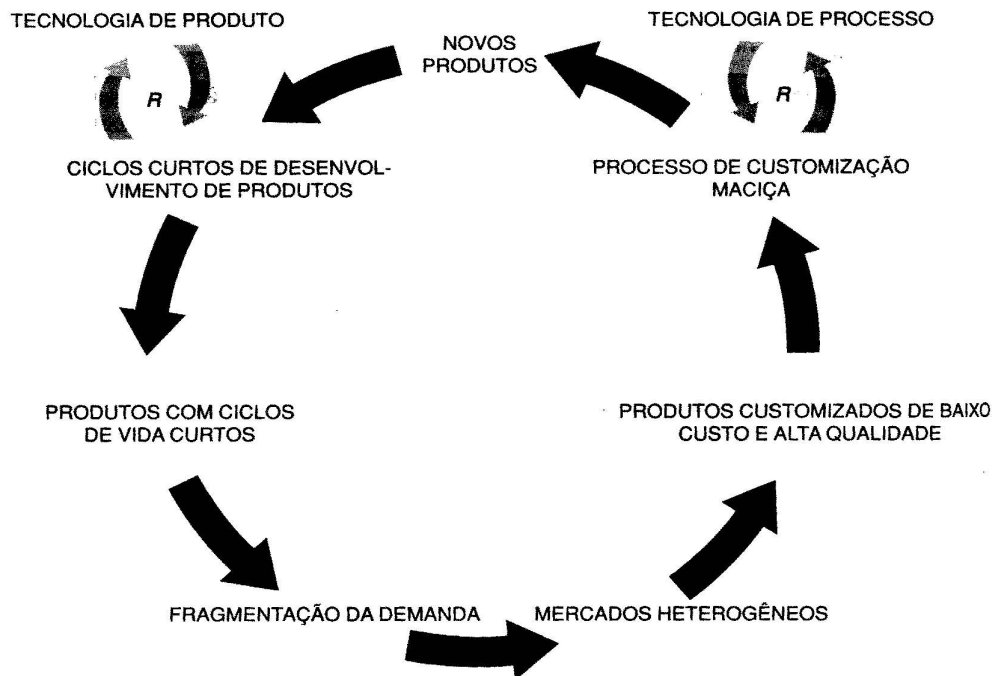 TECNOLOGIA DE PRODUTO
TECNOLOGIA DE PROCESSO
NOVOS
PRODUTOS
R
R
CICLOS CURTOS DE DESENVOL-
VIMENTO DE PRODUTOS
PROCESSO DE CUSTOMIZAÇÃO
MACIÇA
PRODUTOS COM CICLOS
DE VIDA CURTOS
PRODUTOS CUSTOMIZADOS DE BAIXO
CUSTO E ALTA QUALIDADE
FRAGMENTAÇÃO DA DEMANDA
MERCADOS HETEROGÊNEOS